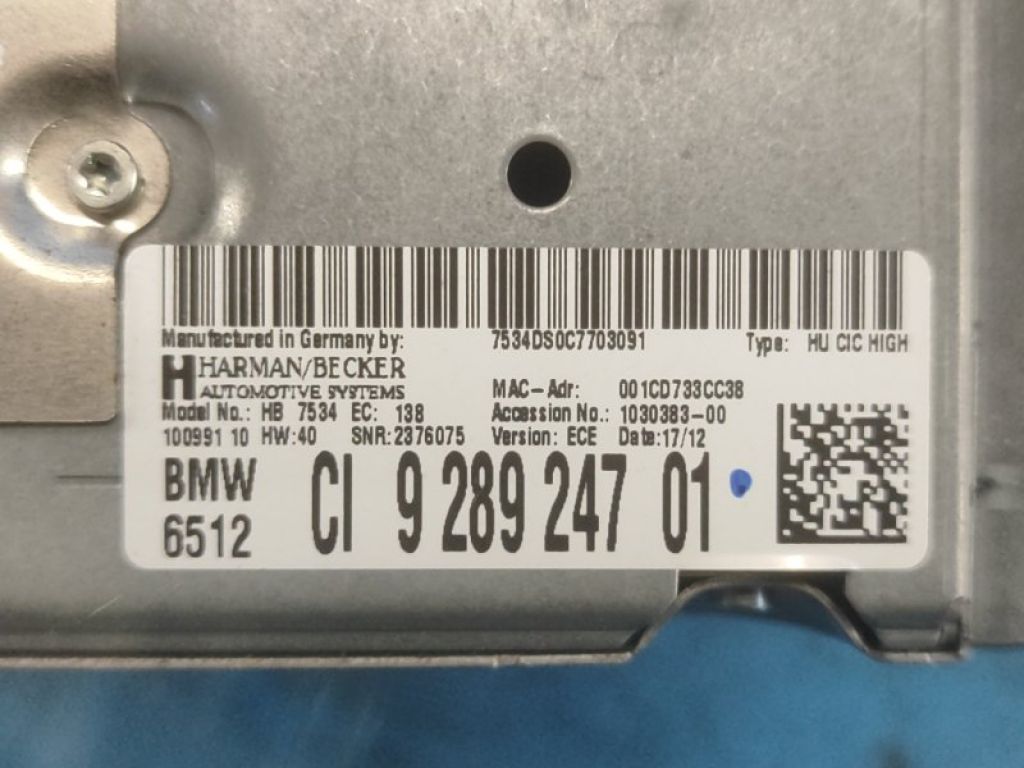 Manufactured in Germany by: 7534DS0C7703091 Type: HU CIC HIGH
H HARMAN/BECKER
AUTOMOTIVE SYSTEMS MAC-Adr: 001CD733CC38
Model No.: HB 7534 EC: 138 Accession No.: 1030383-00
100991 10 HW:40 SNR:2376075 Version: ECE Date:17/12
BMW CI 9 289 247 01
6512